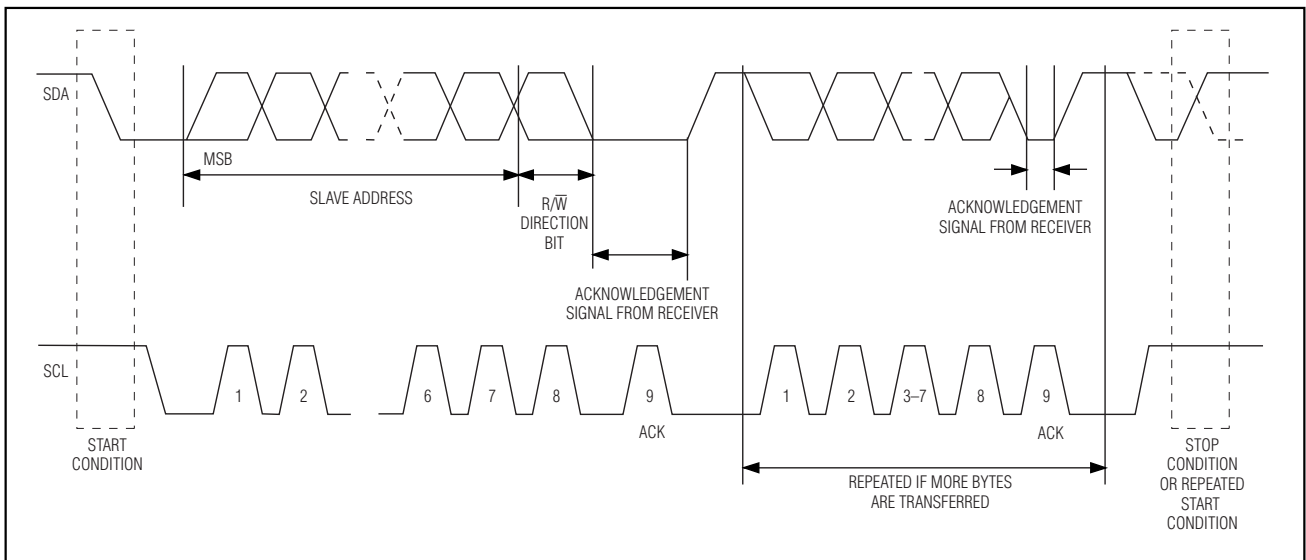 SDA
MSB
SLAVE ADDRESS
R/W̅
DIRECTION
BIT
ACKNOWLEDGEMENT
SIGNAL FROM RECEIVER
ACKNOWLEDGEMENT
SIGNAL FROM RECEIVER
SCL
1
2
6
7
8
9
1
2
3–7
8
9
ACK
ACK
START
CONDITION
REPEATED IF MORE BYTES
ARE TRANSFERRED
STOP
CONDITION
OR REPEATED
START
CONDITION